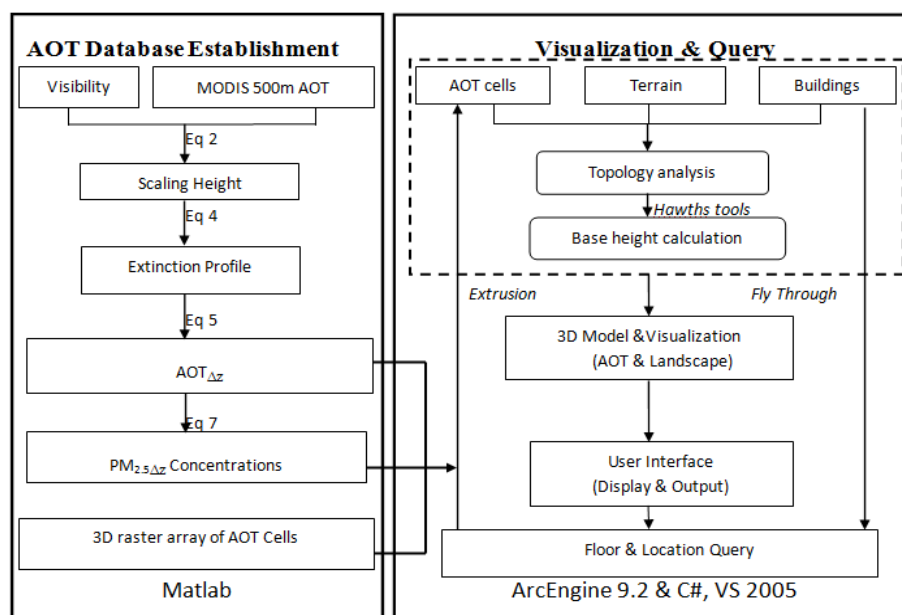 AOT Database Establishment
Visibility
MODIS 500m AOT
Eq 2
Scaling Height
Eq 4
Extinction Profile
Eq 5
AOTΔz
Eq 7
PM2.5Δz Concentrations
3D raster array of AOT Cells
Matlab
Visualization & Query
AOT cells
Terrain
Buildings
Topology analysis
Hawths tools
Base height calculation
Extrusion
Fly Through
3D Model &Visualization
(AOT & Landscape)
User Interface
(Display & Output)
Floor & Location Query
ArcEngine 9.2 & C#, VS 2005